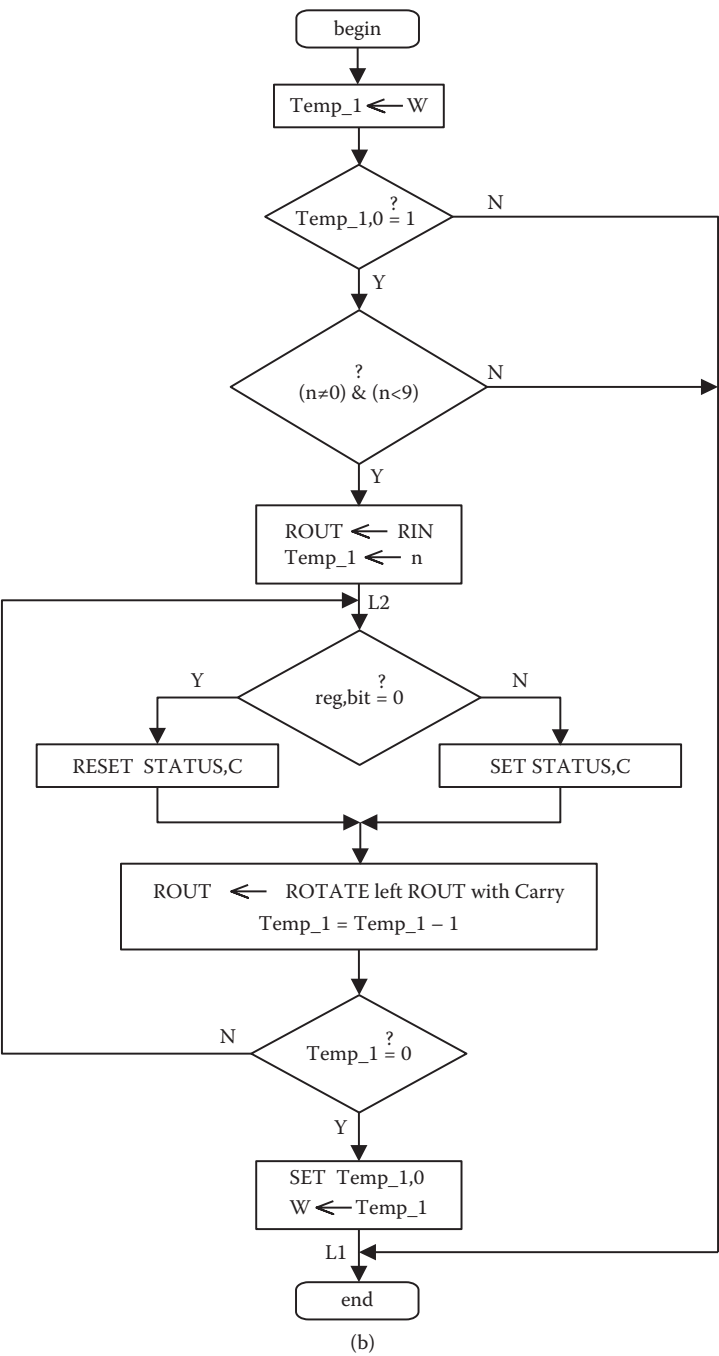 begin
Temp_1 ← W
?
Temp_1,0 = 1
N
Y
?
(n≠0) & (n<9)
N
Y
ROUT ← RIN
Temp_1 ← n
L2
?
reg,bit = 0
Y
N
RESET STATUS,C
SET STATUS,C
ROUT ← ROTATE left ROUT with Carry
Temp_1 = Temp_1 – 1
?
Temp_1 = 0
N
Y
SET Temp_1,0
W ← Temp_1
L1
end
(b)